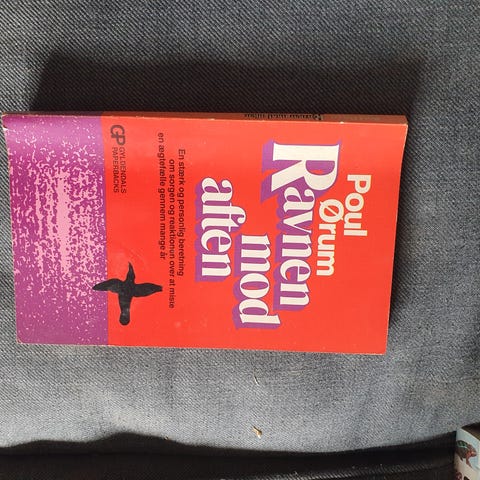 Poul
Ørum
Ravnen
mod
aften
En stærk og personlig beretning
om sorgen og reaktionen over at miste
en ægtefælle gennem mange år
GP GYLDENDALS
PAPERBACKS